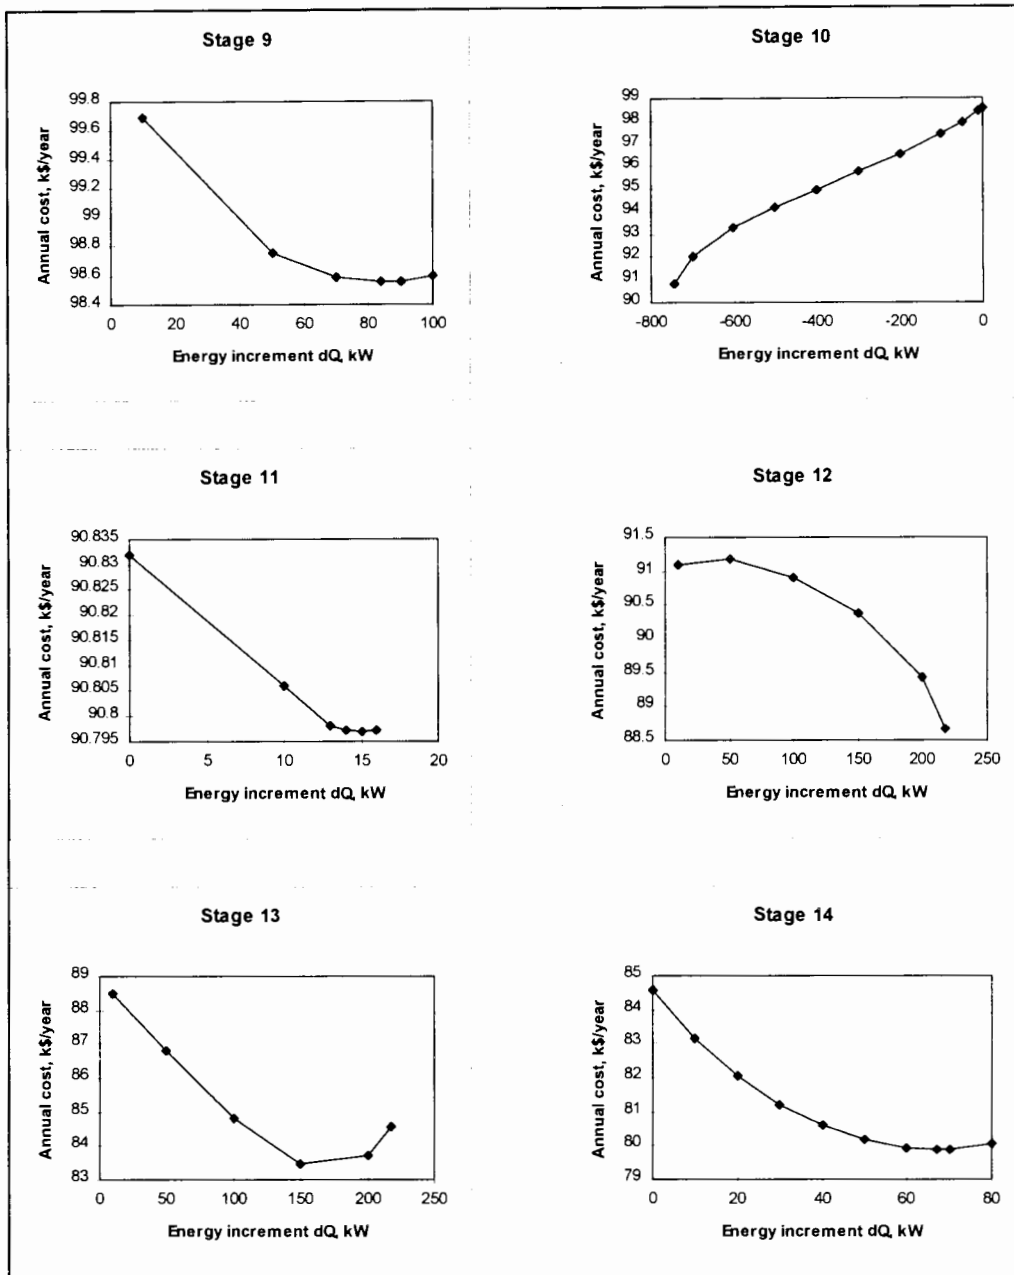 Stage 9
Annual cost, k$/year
99.8
99.6
99.4
99.2
99
98.8
98.6
98.4
0 20 40 60 80 100
Energy increment dQ, kW
Stage 10
Annual cost, k$/year
99
98
96
95
94
93
92
91
90
-800 -600 -400 -200 0
Energy increment dQ, kW
Stage 11
Annual cost, k$/year
90.835
90.83
90.825
90.82
90.815
90.81
90.805
90.8
90.795
0 5 10 15 20
Energy increment dQ, kW
Stage 12
Annual cost, k$/year
91.5
91
90.5
90
89.5
89
88.5
0 50 100 150 200 250
Energy increment dQ, kW
Stage 13
Annual cost, k$/year
89
88
87
86
85
84
83
0 50 100 150 200 250
Energy increment dQ, kW
Stage 14
Annual cost, k$/year
85
84
83
82
81
80
79
0 20 40 60 80
Energy increment dQ, kW